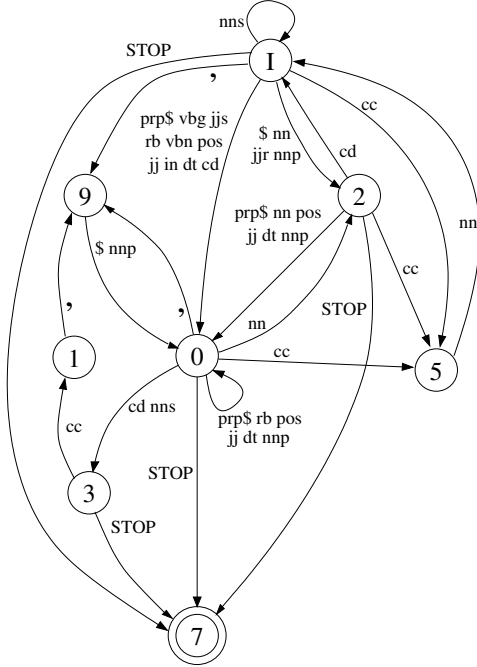 nns
STOP
I
,
cc
prp$ vbg jjs
rb vbn pos
jj in dt cd
$ nn
jjr nnp
cd
9
2
prp$ nn pos
jj dt nnp
nn
$ nnp
cc
,
,
nn
STOP
1
0
cc
5
cd nns
prp$ rb pos
jj dt nnp
cc
STOP
3
STOP
7